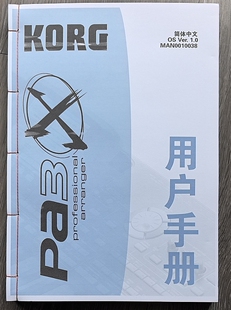 KORG
简体中文
OS Ver. 1.0
MAN0010038
Pa3X
professional
arranger
用户手册